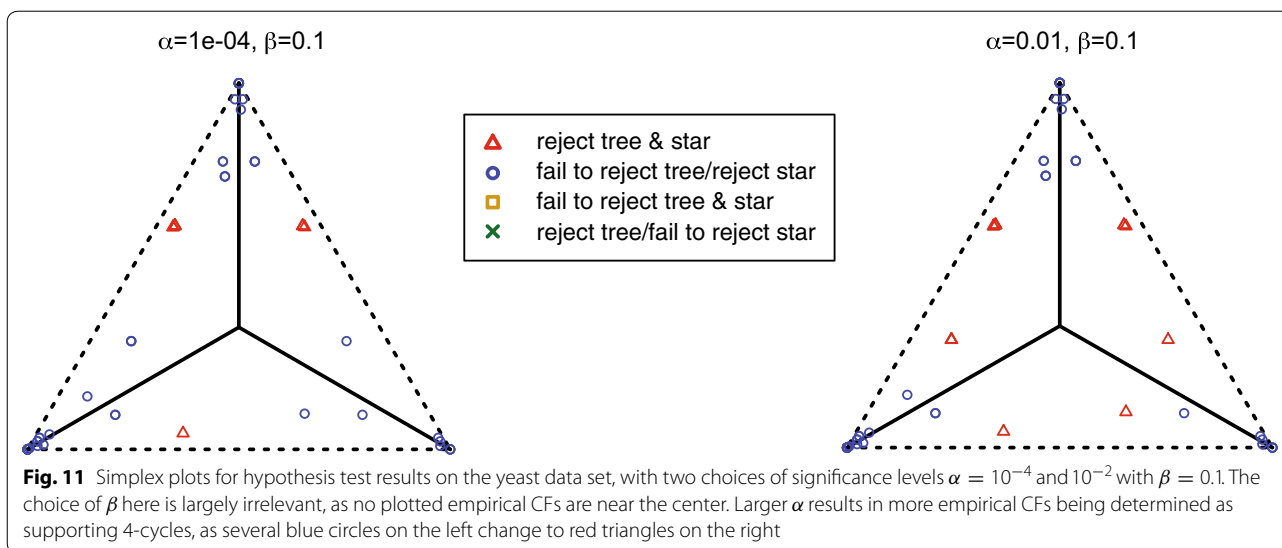 α=1e-04, β=0.1
α=0.01, β=0.1
reject tree & star
fail to reject tree/reject star
fail to reject tree & star
reject tree/fail to reject star
Fig. 11 Simplex plots for hypothesis test results on the yeast data set, with two choices of significance levels α = 10⁻⁴ and 10⁻² with β = 0.1. The
choice of β here is largely irrelevant, as no plotted empirical CFs are near the center. Larger α results in more empirical CFs being determined as
supporting 4-cycles, as several blue circles on the left change to red triangles on the right